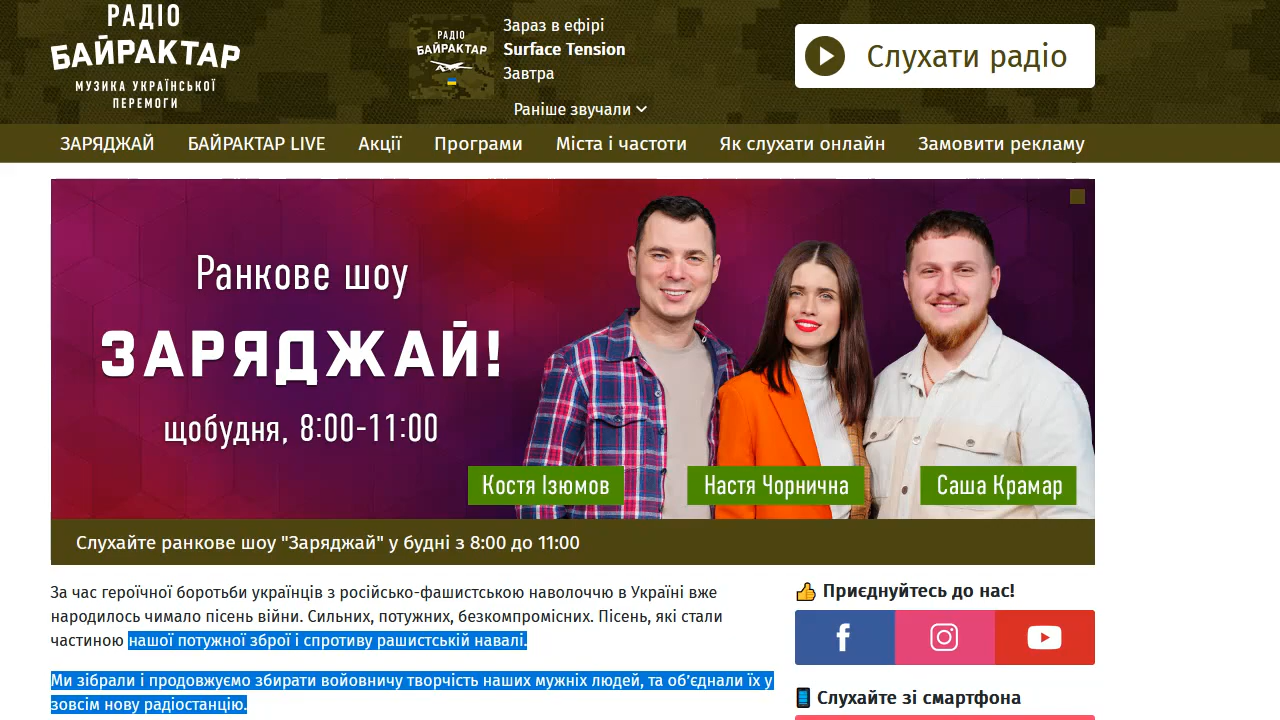 РАДІО
БАЙРАКТАР
МУЗИКА УКРАЇНСЬКОЇ
ПЕРЕМОГИ
РАДІО
БАЙРАКТАР
Зараз в ефірі
Surface Tension
Завтра
Раніше звучали
Слухати радіо
ЗАРЯДЖАЙ БАЙРАКТАР LIVE Акції Програми Міста і частоти Як слухати онлайн Замовити рекламу
Ранкове шоу
ЗАРЯДЖАЙ!
щобудня, 8:00-11:00
Костя Ізюмов
Настя Чорнична
Саша Крамар
Слухайте ранкове шоу "Заряджай" у будні з 8:00 до 11:00
За час героїчної боротьби українців з російсько-фашистською наволоччю в Україні вже
народилось чимало пісень війни. Сильних, потужних, безкомпромісних. Пісень, які стали
частиною нашої потужної зброї і спротиву рашистській навалі.
Ми зібрали і продовжуємо збирати войовничу творчість наших мужніх людей, та об’єднали їх у
зовсім нову радіостанцію.
👍 Приєднуйтесь до нас!
📱 Слухайте зі смартфона